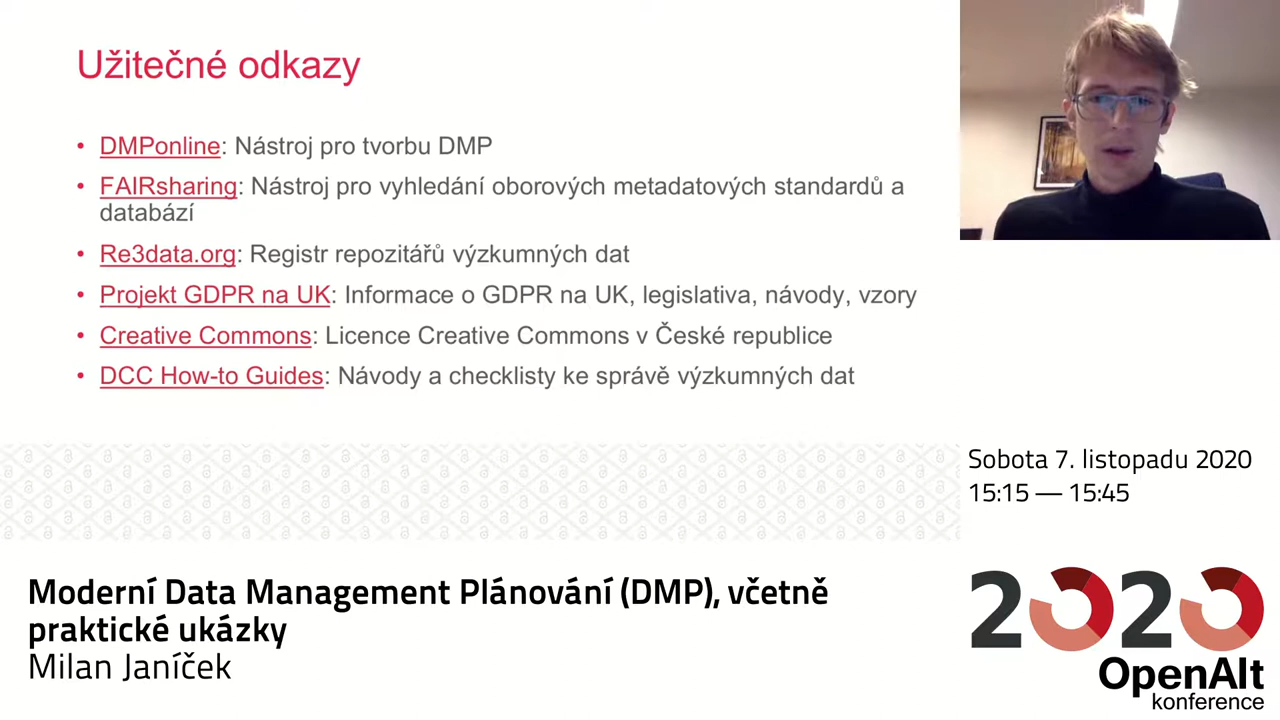 Užitečné odkazy
• DMPonline: Nástroj pro tvorbu DMP
• FAIRsharing: Nástroj pro vyhledání oborových metadatových standardů a
databází
• Re3data.org: Registr repozitářů výzkumných dat
• Projekt GDPR na UK: Informace o GDPR na UK, legislativa, návody, vzory
• Creative Commons: Licence Creative Commons v České republice
• DCC How-to Guides: Návody a checklisty ke správě výzkumných dat
Sobota 7. listopadu 2020
15:15 — 15:45
Moderní Data Management Plánování (DMP), včetně
praktické ukázky
Milan Janíček
2020
OpenAlt
konference